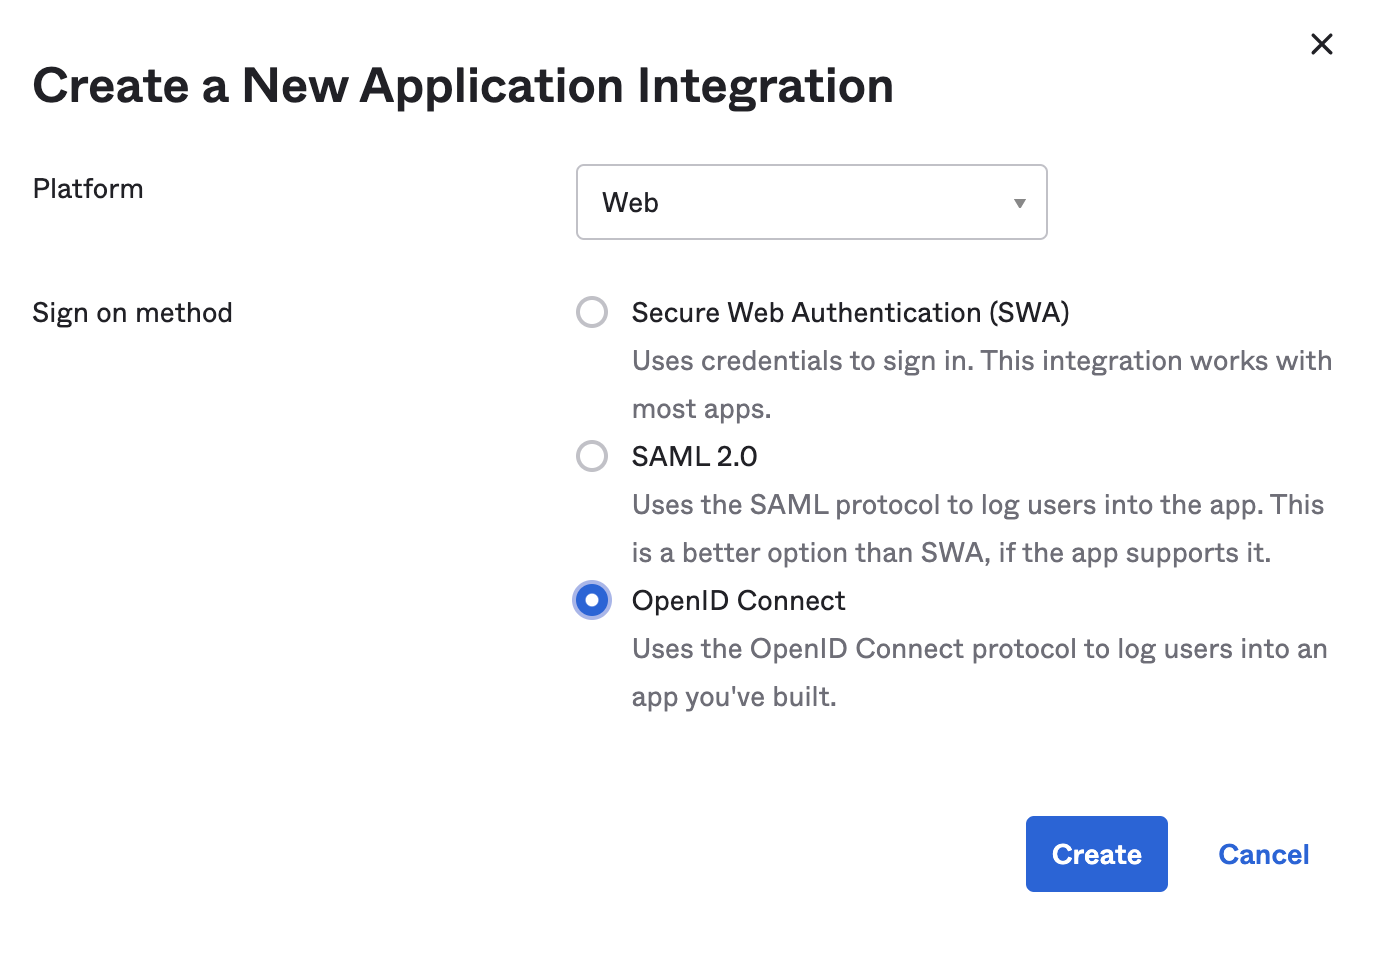 Create a New Application Integration
Platform
Web
Sign on method
Secure Web Authentication (SWA)
Uses credentials to sign in. This integration works with
most apps.
SAML 2.0
Uses the SAML protocol to log users into the app. This
is a better option than SWA, if the app supports it.
OpenID Connect
Uses the OpenID Connect protocol to log users into an
app you've built.
Create
Cancel